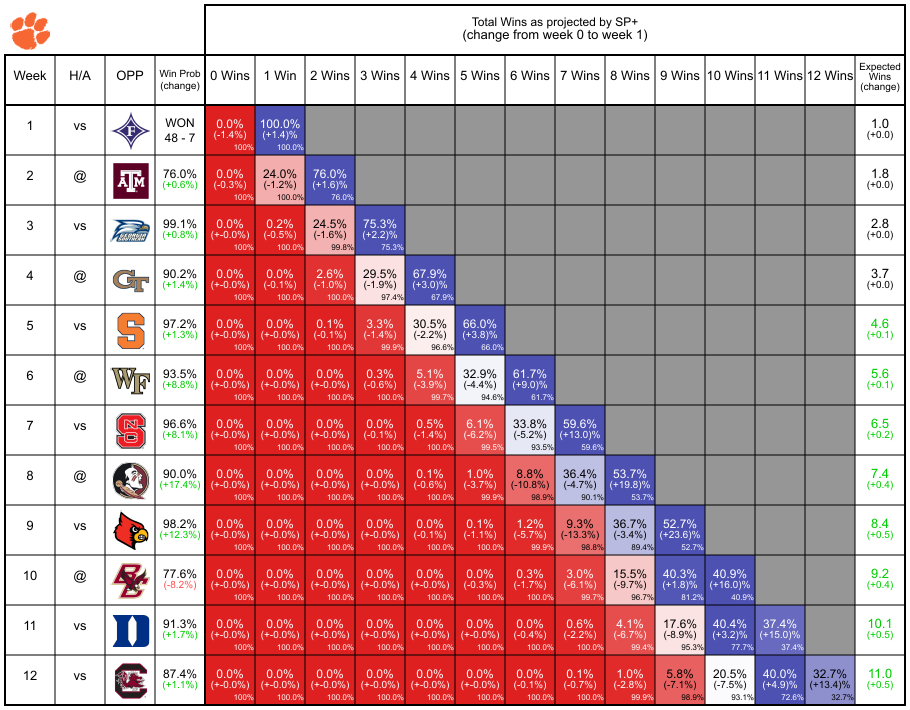 Total Wins as projected by SP+
(change from week 0 to week 1)
Week H/A OPP Win Prob (change) 0 Wins 1 Win 2 Wins 3 Wins 4 Wins 5 Wins 6 Wins 7 Wins 8 Wins 9 Wins 10 Wins 11 Wins 12 Wins Expected Wins (change)
1 vs F WON 0.0% 100.0% 1.0
48 - 7 (-1.4%) (+1.4)% (+0.0)
100% 100.0%
2 @ ATM 76.0% 0.0% 24.0% 76.0% 1.8
(+0.6%) (-0.3%) (-1.2%) (+1.6)% (+0.0)
100% 100.0% 76.0%
3 vs 99.1% 0.0% 0.2% 24.5% 75.3% 2.8
(+0.8%) (+-0.0%) (-0.5%) (-1.6%) (+2.2)% (+0.0)
100% 100.0% 99.8% 75.3%
4 @ GT 90.2% 0.0% 0.0% 2.6% 29.5% 67.9% 3.7
(+1.4%) (+-0.0%) (-0.1%) (-1.0%) (-1.9%) (+3.0)% (+0.0)
100% 100.0% 100.0% 97.4% 67.9%
5 vs S 97.2% 0.0% 0.0% 0.1% 3.3% 30.5% 66.0% 4.6
(+1.3%) (+-0.0%) (+-0.0%) (-0.1%) (-1.4%) (-2.2%) (+3.8)% (+0.1)
100% 100.0% 100.0% 99.9% 96.6% 66.0%
6 @ WF 93.5% 0.0% 0.0% 0.0% 0.3% 5.1% 32.9% 61.7% 5.6
(+8.8%) (+-0.0%) (+-0.0%) (+-0.0%) (-0.6%) (-3.9%) (-4.4%) (+9.0)% (+0.1)
100% 100.0% 100.0% 100.0% 99.7% 94.6% 61.7%
7 vs S 96.6% 0.0% 0.0% 0.0% 0.0% 0.5% 6.1% 33.8% 59.6% 6.5
(+8.1%) (+-0.0%) (+-0.0%) (+-0.0%) (-0.1%) (-1.4%) (-6.2%) (-5.2%) (+13.0)% (+0.2)
100% 100.0% 100.0% 100.0% 100.0% 99.5% 93.5% 59.6%
8 @ 90.0% 0.0% 0.0% 0.0% 0.0% 0.1% 1.0% 8.8% 36.4% 53.7% 7.4
(+17.4%) (+-0.0%) (+-0.0%) (+-0.0%) (+-0.0%) (-0.6%) (-3.7%) (-10.8%) (-4.7%) (+19.8)% (+0.4)
100% 100.0% 100.0% 100.0% 100.0% 99.9% 98.9% 90.1% 53.7%
9 vs 98.2% 0.0% 0.0% 0.0% 0.0% 0.0% 0.1% 1.2% 9.3% 36.7% 52.7% 8.4
(+12.3%) (+-0.0%) (+-0.0%) (+-0.0%) (+-0.0%) (-0.1%) (-1.1%) (-5.7%) (-13.3%) (-3.4%) (+23.6)% (+0.5)
100% 100.0% 100.0% 100.0% 100.0% 100.0% 99.9% 98.8% 89.4% 52.7%
10 @ BC 77.6% 0.0% 0.0% 0.0% 0.0% 0.0% 0.0% 0.3% 3.0% 15.5% 40.3% 40.9% 9.2
(-8.2%) (+-0.0%) (+-0.0%) (+-0.0%) (+-0.0%) (+-0.0%) (-0.3%) (-1.7%) (-6.1%) (-9.7%) (+1.8)% (+16.0)% (+0.4)
100% 100.0% 100.0% 100.0% 100.0% 100.0% 100.0% 99.7% 96.7% 81.2% 40.9%
11 vs D 91.3% 0.0% 0.0% 0.0% 0.0% 0.0% 0.0% 0.0% 0.6% 4.1% 17.6% 40.4% 37.4% 10.1
(+1.7%) (+-0.0%) (+-0.0%) (+-0.0%) (+-0.0%) (+-0.0%) (+-0.0%) (-0.4%) (-2.2%) (-6.7%) (-8.9%) (+3.2)% (+15.0)% (+0.5)
100% 100.0% 100.0% 100.0% 100.0% 100.0% 100.0% 100.0% 99.4% 95.3% 77.7% 37.4%
12 vs C 87.4% 0.0% 0.0% 0.0% 0.0% 0.0% 0.0% 0.0% 0.1% 1.0% 5.8% 20.5% 40.0% 32.7% 11.0
(+1.1%) (+-0.0%) (+-0.0%) (+-0.0%) (+-0.0%) (+-0.0%) (+-0.0%) (-0.1%) (-0.7%) (-2.8%) (-7.1%) (-7.5%) (+4.9)% (+13.4)% (+0.5)
100% 100.0% 100.0% 100.0% 100.0% 100.0% 100.0% 100.0% 99.9% 98.9% 93.1% 72.6% 32.7%